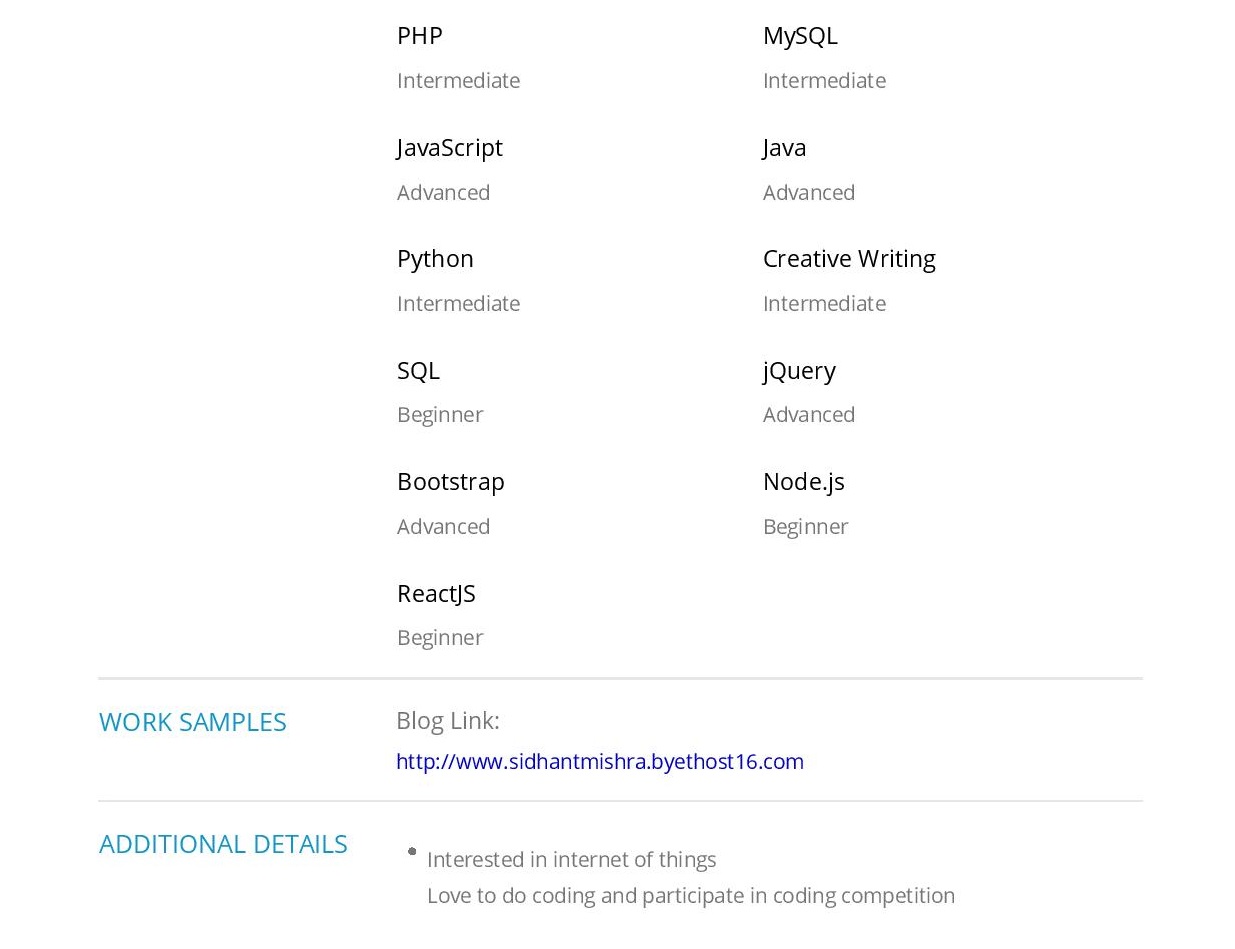 PHP MySQL
Intermediate Intermediate
JavaScript Java
Advanced Advanced
Python Creative Writing
Intermediate Intermediate
SQL jQuery
Beginner Advanced
Bootstrap Node.js
Advanced Beginner
ReactJS
Beginner
WORK SAMPLES Blog Link:
http://www.sidhantmishra.byethost16.com
ADDITIONAL DETAILS
• Interested in internet of things
Love to do coding and participate in coding competition